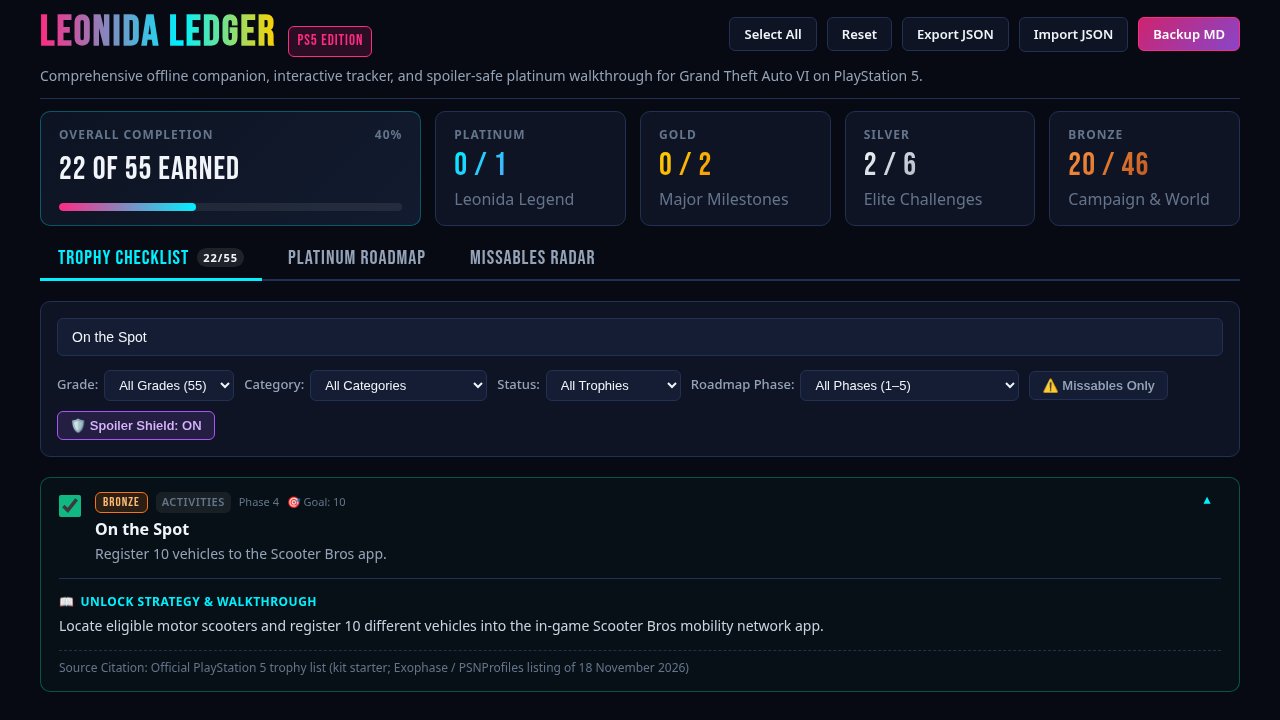 LEONIDA LEDGER
PS5 EDITION
Select All
Reset
Export JSON
Import JSON
Backup MD
Comprehensive offline companion, interactive tracker, and spoiler-safe platinum walkthrough for Grand Theft Auto VI on PlayStation 5.
OVERALL COMPLETION
40%
22 OF 55 EARNED
PLATINUM
0 / 1
Leonida Legend
GOLD
0 / 2
Major Milestones
SILVER
2 / 6
Elite Challenges
BRONZE
20 / 46
Campaign & World
TROPHY CHECKLIST 22/55
PLATINUM ROADMAP
MISSABLES RADAR
On the Spot
Grade: All Grades (55) Category: All Categories Status: All Trophies Roadmap Phase: All Phases (1–5) ⚠️ Missables Only
🛡️ Spoiler Shield: ON
BRONZE ACTIVITIES Phase 4 🎯 Goal: 10 ▲
On the Spot
Register 10 vehicles to the Scooter Bros app.
📖 UNLOCK STRATEGY & WALKTHROUGH
Locate eligible motor scooters and register 10 different vehicles into the in-game Scooter Bros mobility network app.
Source Citation: Official PlayStation 5 trophy list (kit starter; Exophase / PSNProfiles listing of 18 November 2026)